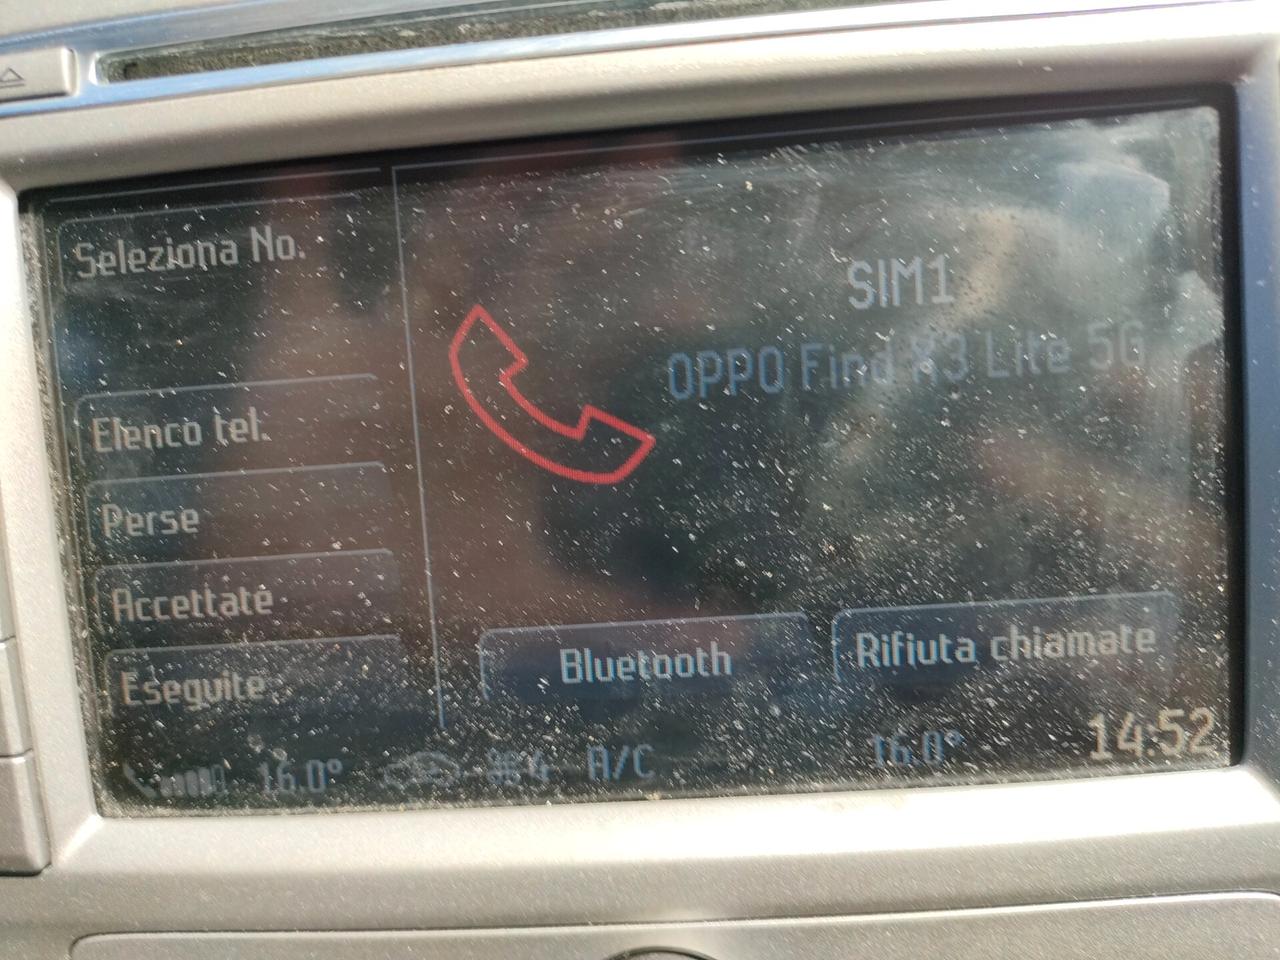 Seleziona No.
SIM1
OPPO Find X3 Lite 5G
Elenco tel.
Perse
Accettate
Eseguite
Bluetooth
Rifiuta chiamate
16.0°
4
A/C
16.0°
14:52